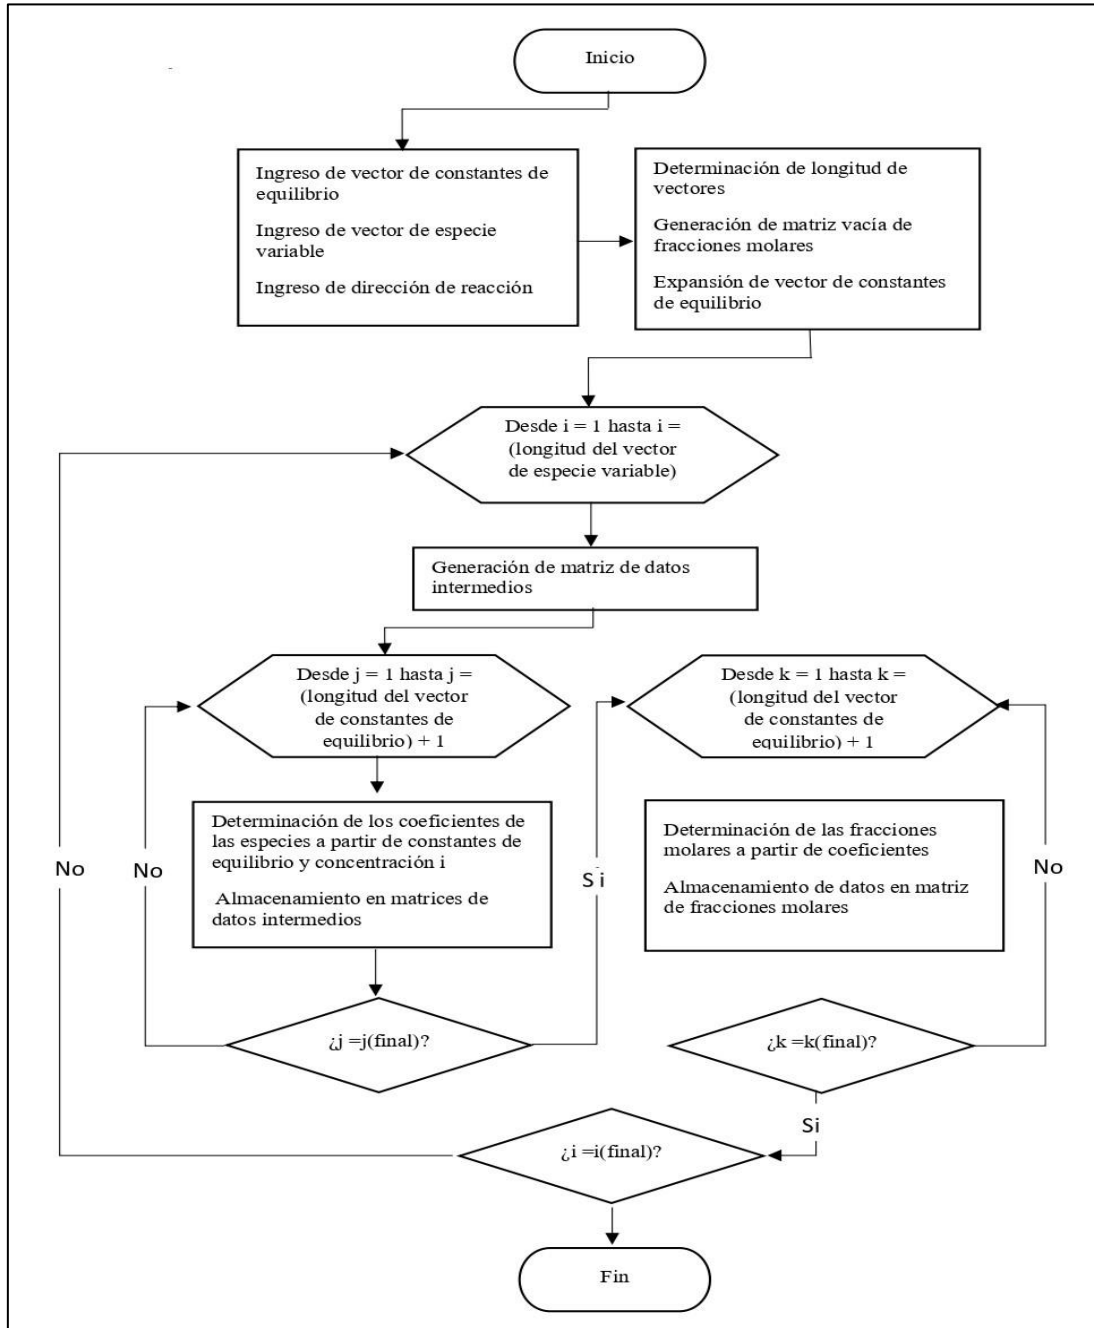 Inicio
Ingreso de vector de constantes de
equilibrio
Ingreso de vector de especie
variable
Ingreso de dirección de reacción
Determinación de longitud de
vectores
Generación de matriz vacía de
fracciones molares
Expansión de vector de constantes
de equilibrio
Desde i = 1 hasta i =
(longitud del vector
de especie variable)
Generación de matriz de datos
intermedios
Desde j = 1 hasta j =
(longitud del vector
de constantes de
equilibrio) + 1
Desde k = 1 hasta k =
(longitud del vector
de constantes de
equilibrio) + 1
Determinación de los coeficientes de
las especies a partir de constantes de
equilibrio y concentración i
Almacenamiento en matrices de
datos intermedios
Determinación de las fracciones
molares a partir de coeficientes
Almacenamiento de datos en matriz
de fracciones molares
No
No
Si
No
¿j =j(final)?
¿k =k(final)?
Si
¿i =i(final)?
Fin